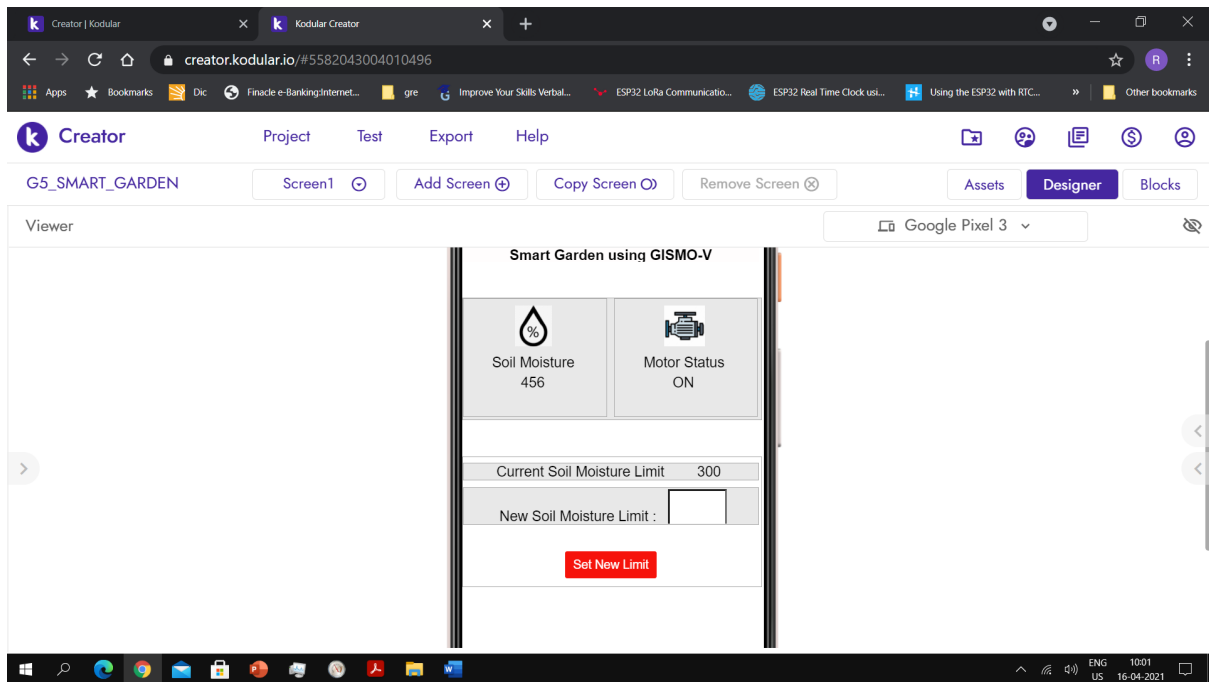 Creator | Kodular
Kodular Creator
creator.kodular.io/#5582043004010496
R
Apps Bookmarks Dic Finacle e-Banking:Internet... gre Improve Your Skills Verbal... ESP32 LoRa Communicatio... ESP32 Real Time Clock usi... Using the ESP32 with RTC... » Other bookmarks
k Creator Project Test Export Help
G5_SMART_GARDEN Screen1 Add Screen Copy Screen Remove Screen Assets Designer Blocks
Viewer Google Pixel 3
Smart Garden using GISMO-V
%
Soil Moisture Motor Status
456 ON
Current Soil Moisture Limit 300
New Soil Moisture Limit :
Set New Limit
ENG 10:01
US 16-04-2021